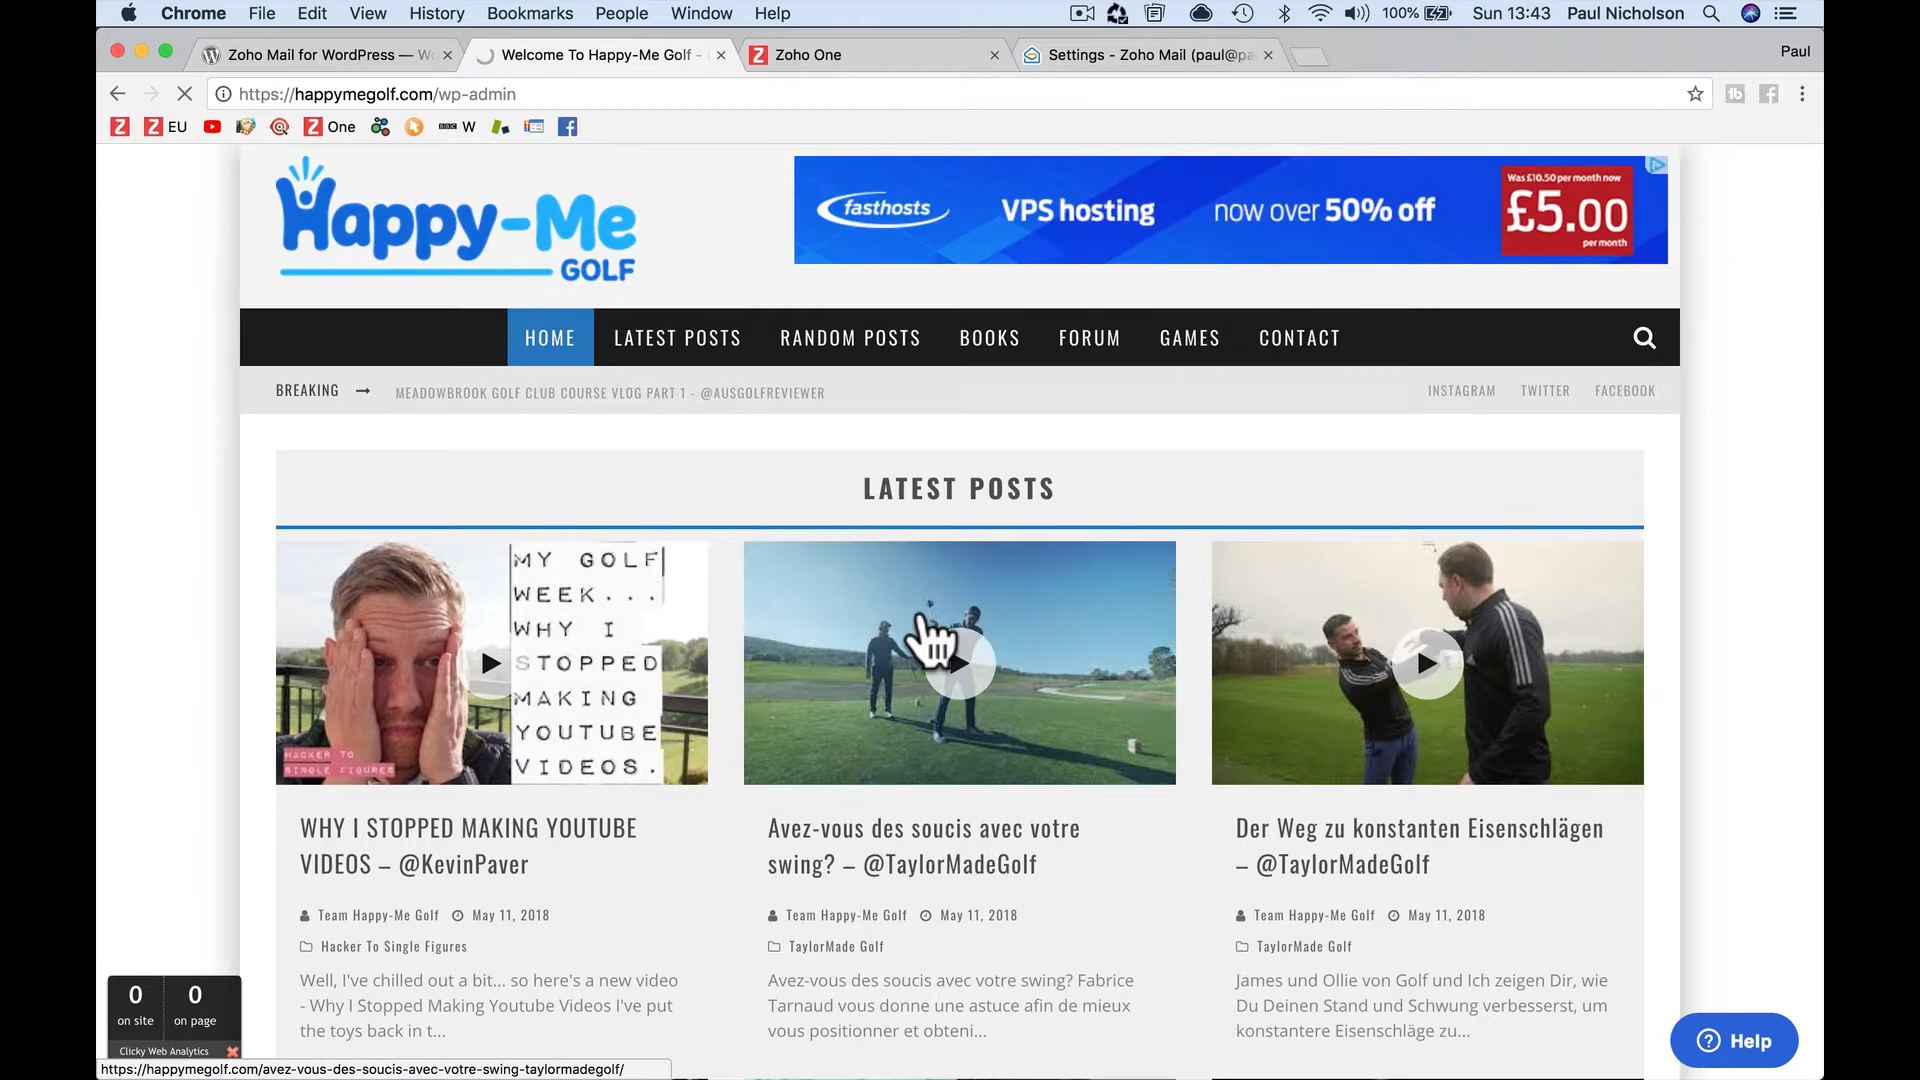 Chrome File Edit View History Bookmarks People Window Help 100% Sun 13:43 Paul Nicholson
Zoho Mail for WordPress — Wo Welcome To Happy-Me Golf - Zoho One Settings - Zoho Mail (paul@pa Paul
https://happymegolf.com/wp-admin
Z Z EU Z One BBC W
Happy-Me
GOLF
fasthosts VPS hosting now over 50% off
Was £10.50 per month now
£5.00
per month
HOME LATEST POSTS RANDOM POSTS BOOKS FORUM GAMES CONTACT
BREAKING → MEADOWBROOK GOLF CLUB COURSE VLOG PART 1 - @AUSGOLFREVIEWER INSTAGRAM TWITTER FACEBOOK
LATEST POSTS
MY GOLF
WEEK...
WHY I
STOPPED
MAKING
YOUTUBE
VIDEOS.
HACKER TO
SINGLE FIGURES
WHY I STOPPED MAKING YOUTUBE
VIDEOS – @KevinPaver
Team Happy-Me Golf May 11, 2018
Hacker To Single Figures
Well, I've chilled out a bit... so here's a new video
- Why I Stopped Making Youtube Videos I've put
the toys back in t...
Avez-vous des soucis avec votre
swing? – @TaylorMadeGolf
Team Happy-Me Golf May 11, 2018
TaylorMade Golf
Avez-vous des soucis avec votre swing? Fabrice
Tarnaud vous donne une astuce afin de mieux
vous positionner et obteni...
Der Weg zu konstanten Eisenschlägen
– @TaylorMadeGolf
Team Happy-Me Golf May 11, 2018
TaylorMade Golf
James und Ollie von Golf und Ich zeigen Dir, wie
Du Deinen Stand und Schwung verbesserst, um
konstantere Eisenschläge zu...
0 0
on site on page
Clicky Web Analytics
https://happymegolf.com/avez-vous-des-soucis-avec-votre-swing-taylormadegolf/
Help